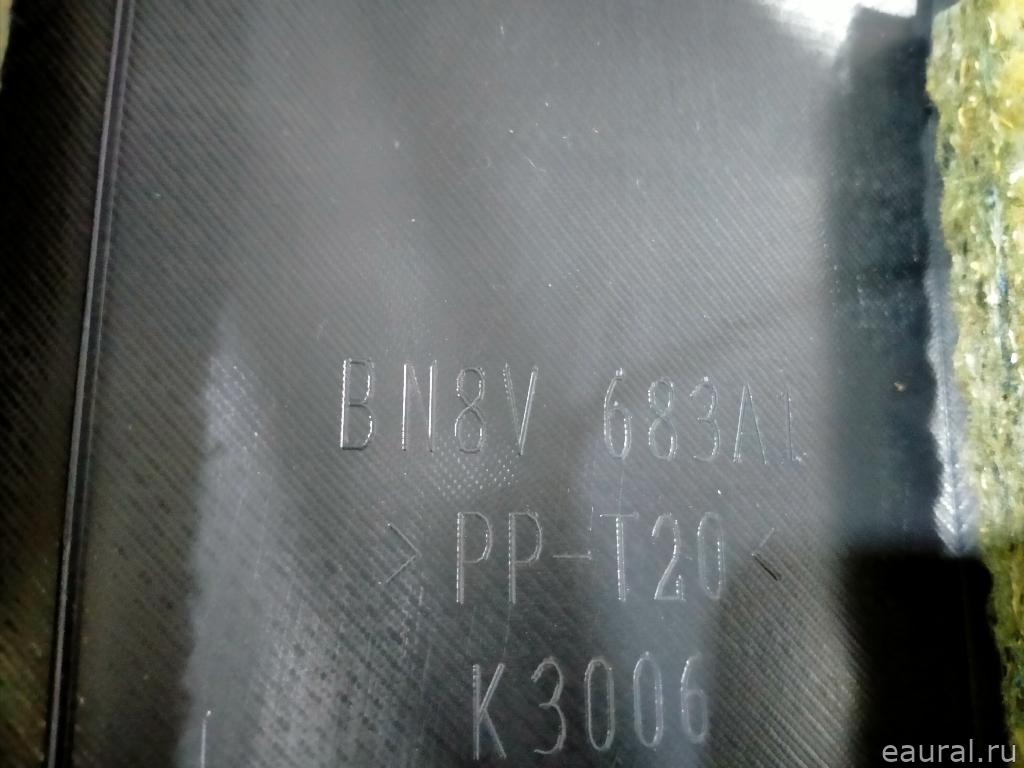 BN8V 683A1
>PP-T20<
K3006
eaural.ru